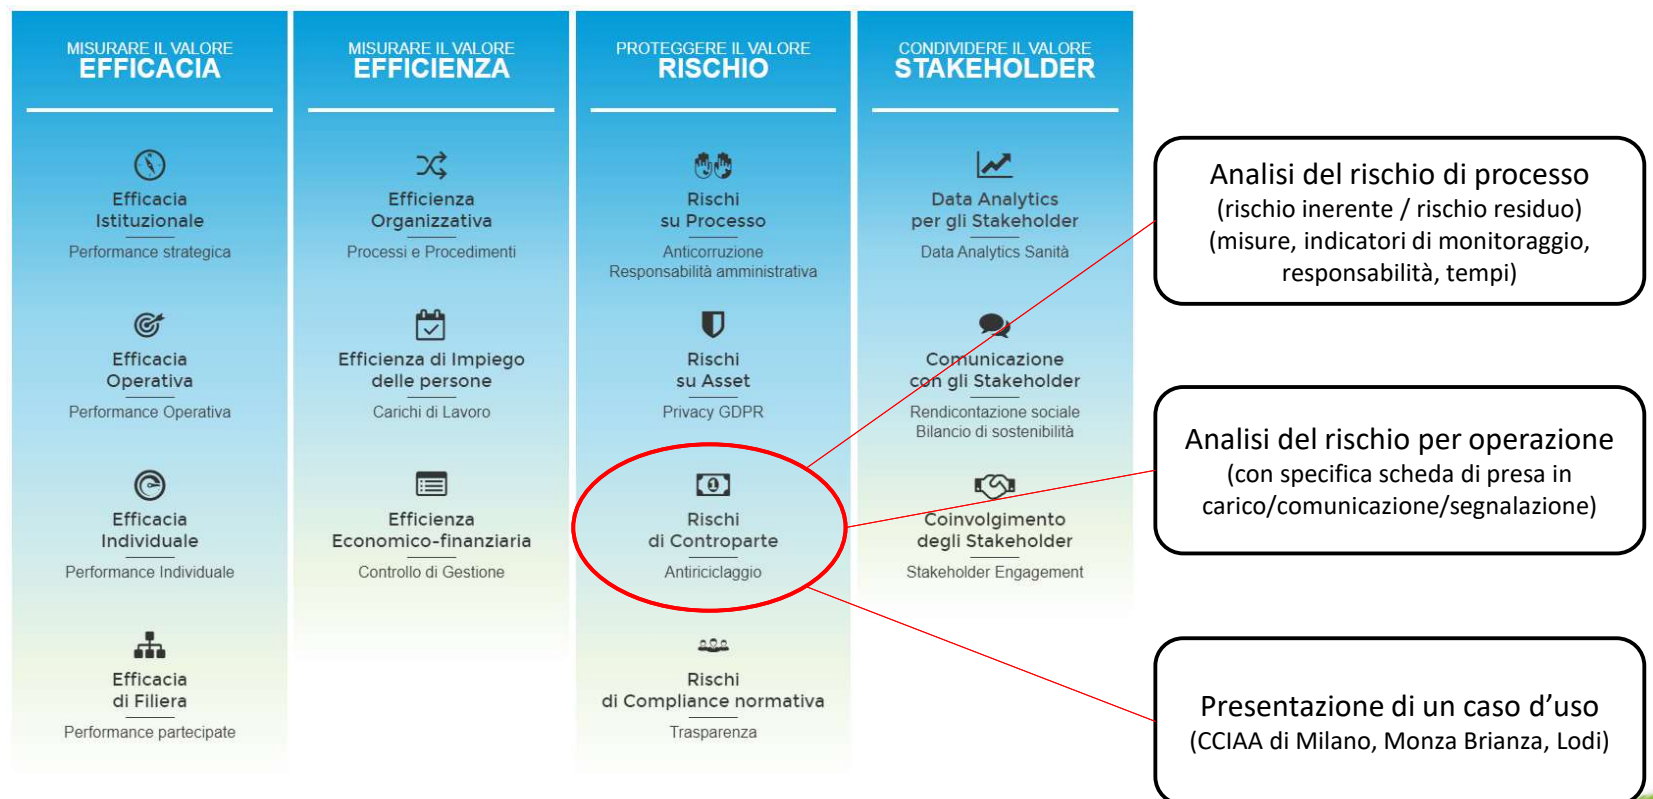 MISURARE IL VALORE
EFFICACIA
Efficacia
Istituzionale
Performance strategica
Efficacia
Operativa
Performance Operativa
Efficacia
Individuale
Performance Individuale
Efficacia
di Filiera
Performance partecipate
MISURARE IL VALORE
EFFICIENZA
Efficienza
Organizzativa
Processi e Procedimenti
Efficienza di Impiego
delle persone
Carichi di Lavoro
Efficienza
Economico-finanziaria
Controllo di Gestione
PROTEGGERE IL VALORE
RISCHIO
Rischi
su Processo
Anticorruzione
Responsabilità amministrativa
Rischi
su Asset
Privacy GDPR
Rischi
di Controparte
Antiriciclaggio
Rischi
di Compliance normativa
Trasparenza
CONDIVIDERE IL VALORE
STAKEHOLDER
Data Analytics
per gli Stakeholder
Data Analytics Sanità
Comunicazione
con gli Stakeholder
Rendicontazione sociale
Bilancio di sostenibilità
Coinvolgimento
degli Stakeholder
Stakeholder Engagement
Analisi del rischio di processo
(rischio inerente / rischio residuo)
(misure, indicatori di monitoraggio,
responsabilità, tempi)
Analisi del rischio per operazione
(con specifica scheda di presa in
carico/comunicazione/segnalazione)
Presentazione di un caso d’uso
(CCIAA di Milano, Monza Brianza, Lodi)